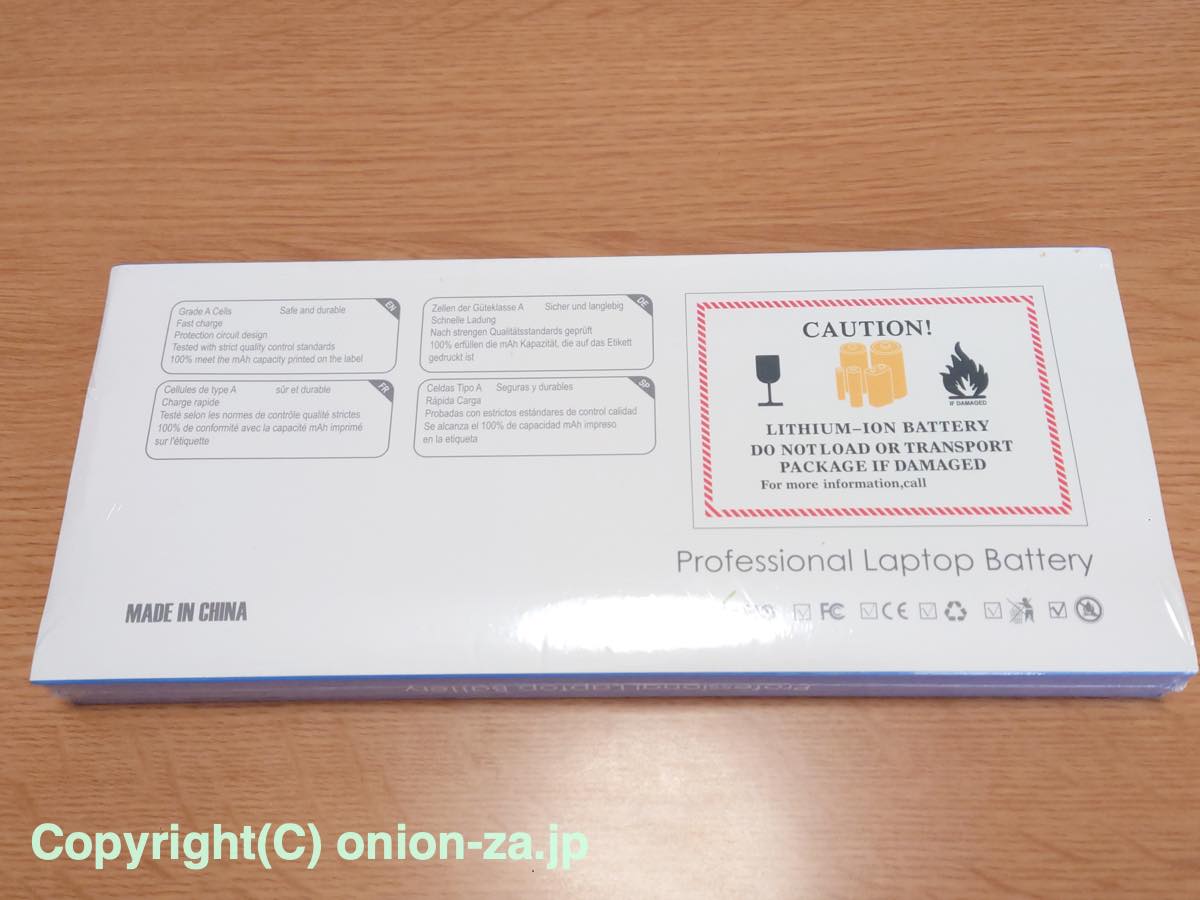 Grade A Cells Safe and durable
Fast charge
Protection circuit design
Tested with strict quality control standards
100% meet the mAh capacity printed on the label
EN
Zellen der Güteklasse A Sicher und langlebig
Schnelle Ladung
Nach strengen Qualitätsstandards geprüft
100% erfüllen die mAh Kapazität, die auf das Etikett
gedruckt ist
DE
Cellules de type A sûr et durable
Charge rapide
Testé selon les normes de contrôle qualité strictes
100% de conformité avec la capacité mAh imprimé
sur l'étiquette
FR
Celdas Tipo A Seguras y durables
Rápida Carga
Probadas con estrictos estándares de control calidad
Se alcanza el 100% de capacidad mAh impreso
en la etiqueta
SP
CAUTION!
IF DAMAGED
LITHIUM-ION BATTERY
DO NOT LOAD OR TRANSPORT
PACKAGE IF DAMAGED
For more information,call
Professional Laptop Battery
MADE IN CHINA
FC CE
Professional Laptop Battery
Copyright(C) onion-za.jp